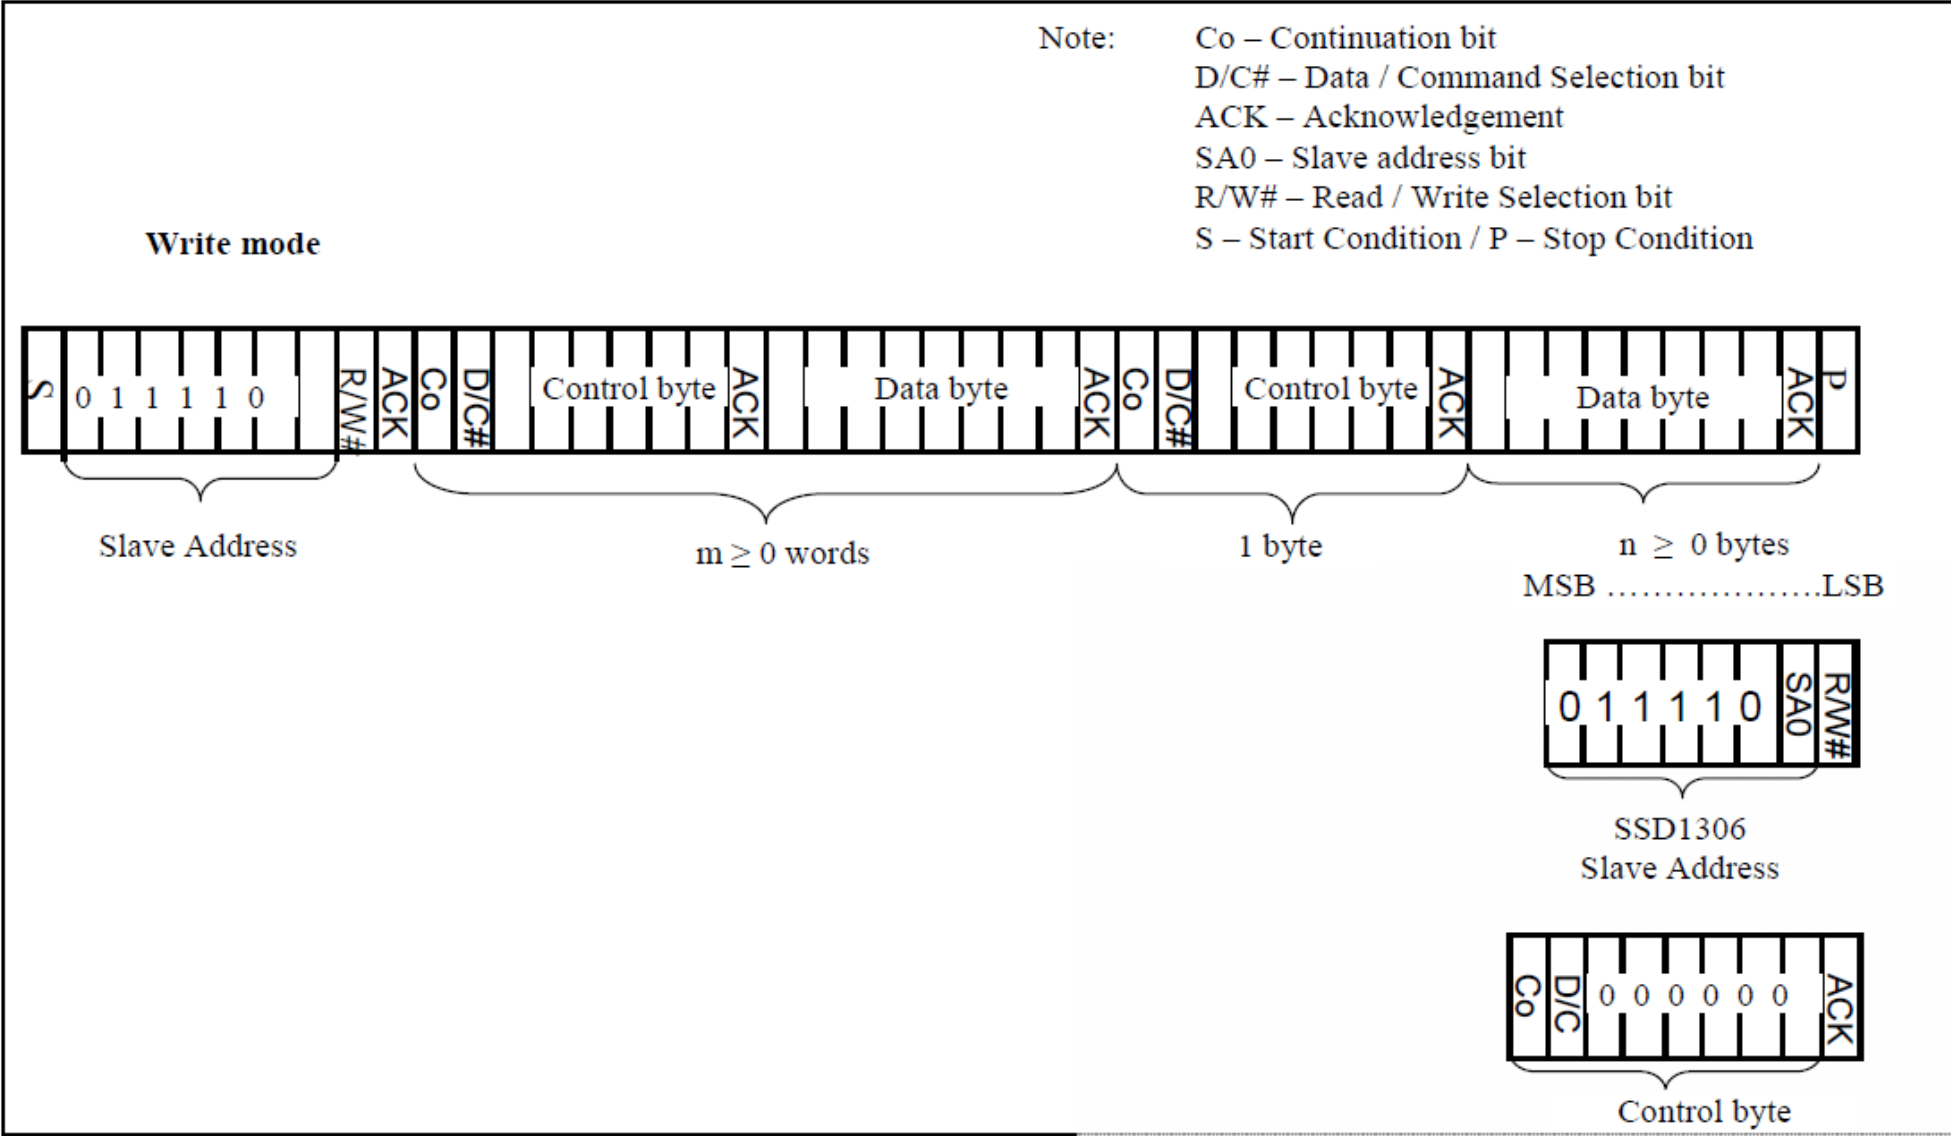 Note: Co – Continuation bit
D/C# – Data / Command Selection bit
ACK – Acknowledgement
SA0 – Slave address bit
R/W# – Read / Write Selection bit
S – Start Condition / P – Stop Condition
Write mode
S 0 1 1 1 1 0 R/W# ACK Co D/C# Control byte ACK Data byte ACK Co D/C# Control byte ACK Data byte ACK P
Slave Address m ≥ 0 words 1 byte n ≥ 0 bytes
MSB ………………….LSB
0 1 1 1 1 0 SA0 R/W#
SSD1306
Slave Address
Co D/C 0 0 0 0 0 0 ACK
Control byte